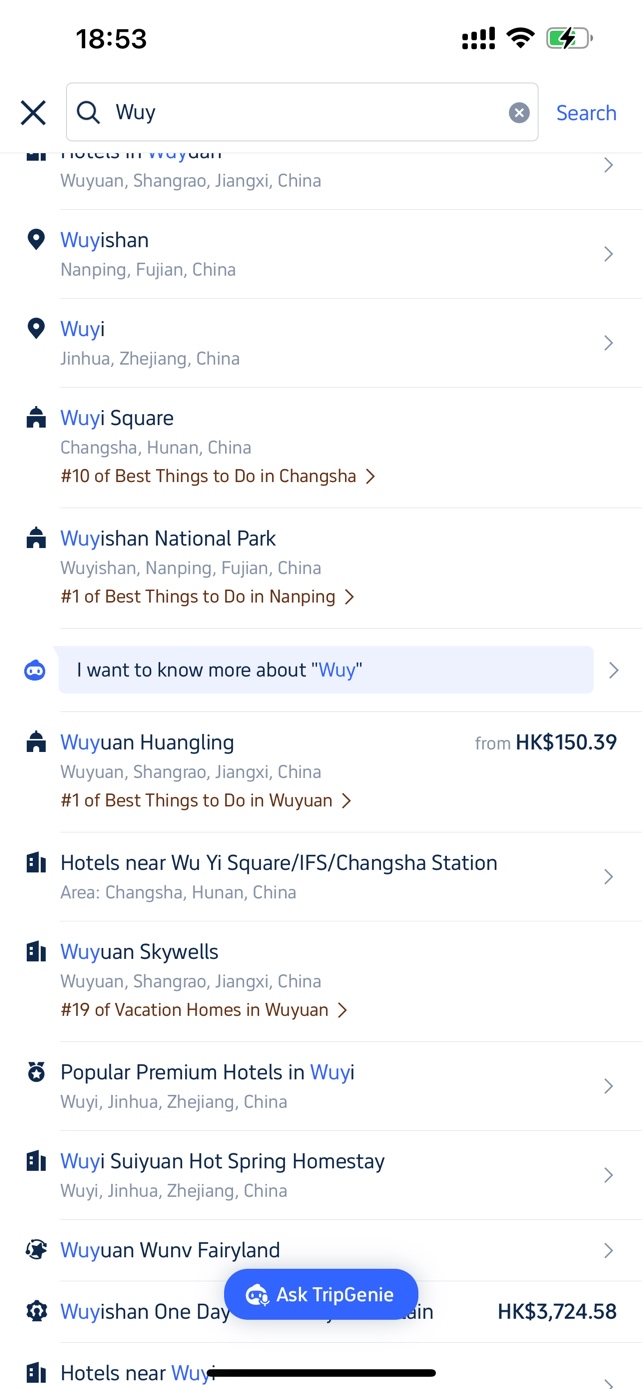 18:53
Wuy
Search
Hotels in Wuyuan
Wuyuan, Shangrao, Jiangxi, China
Wuyishan
Nanping, Fujian, China
Wuyi
Jinhua, Zhejiang, China
Wuyi Square
Changsha, Hunan, China
#10 of Best Things to Do in Changsha
Wuyishan National Park
Wuyishan, Nanping, Fujian, China
#1 of Best Things to Do in Nanping
I want to know more about "Wuy"
Wuyuan Huangling from HK$150.39
Wuyuan, Shangrao, Jiangxi, China
#1 of Best Things to Do in Wuyuan
Hotels near Wu Yi Square/IFS/Changsha Station
Area: Changsha, Hunan, China
Wuyuan Skywells
Wuyuan, Shangrao, Jiangxi, China
#19 of Vacation Homes in Wuyuan
Popular Premium Hotels in Wuyi
Wuyi, Jinhua, Zhejiang, China
Wuyi Suiyuan Hot Spring Homestay
Wuyi, Jinhua, Zhejiang, China
Wuyuan Wunv Fairyland
Ask TripGenie
Wuyishan One Day HK$3,724.58
Hotels near Wuyi